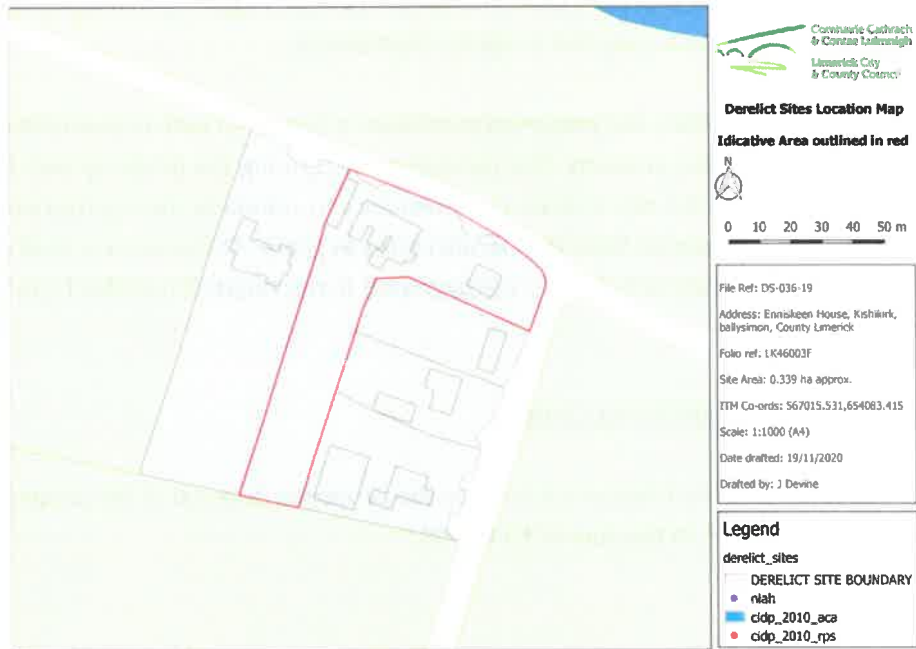 Comhairle Cathrach
& Contae Luimnigh
Limerick City
& County Council
Derelict Sites Location Map
Idicative Area outlined in red
N
0 10 20 30 40 50 m
File Ref: DS-036-19
Address: Enniskeen House, Kishikirk,
ballysimon, County Limerick
Folio ref: LK46003F
Site Area: 0.339 ha approx.
ITM Co-ords: 567015.531,654083.415
Scale: 1:1000 (A4)
Date drafted: 19/11/2020
Drafted by: J Devine
Legend
derelict_sites
DERELICT SITE BOUNDARY
niah
cldp_2010_aca
cldp_2010_rps